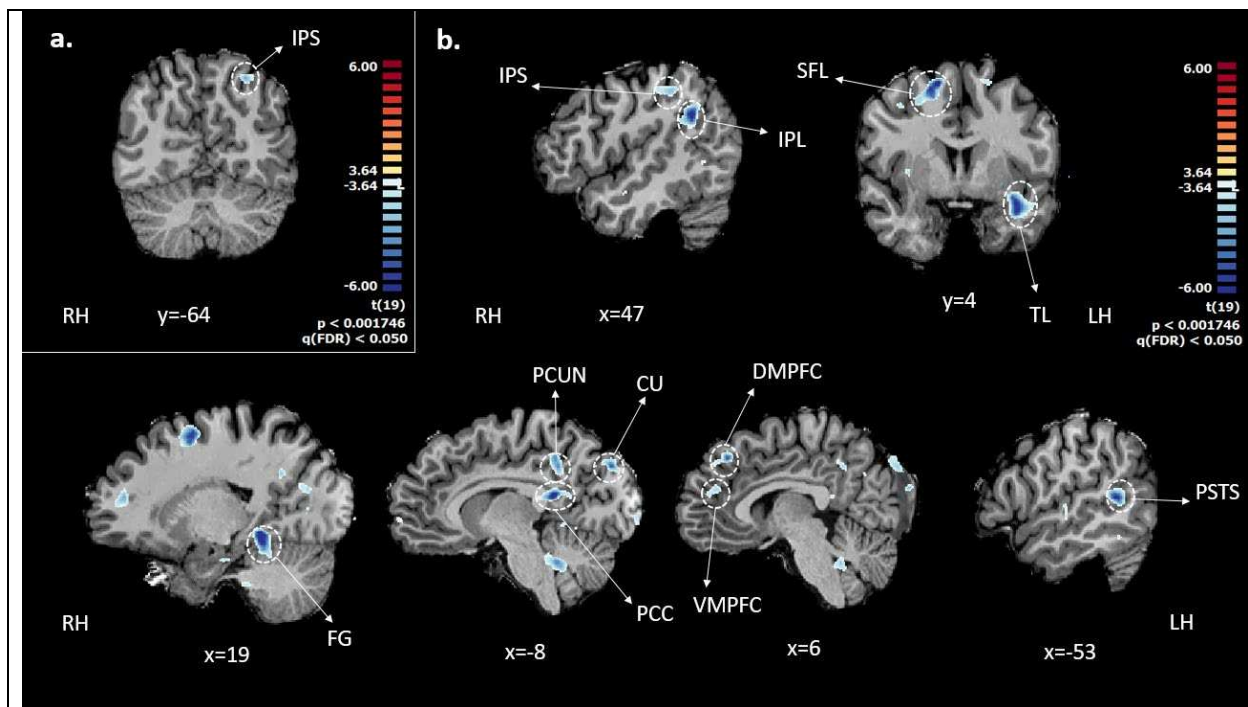 a.
IPS
6.00
3.64
-3.64
-6.00
t(19)
p < 0.001746
q(FDR) < 0.050
RH
y=-64
b.
IPS
IPL
RH
x=47
SFL
TL
y=4
LH
6.00
3.64
-3.64
-6.00
t(19)
p < 0.001746
q(FDR) < 0.050
FG
RH
x=19
PCUN
CU
PCC
x=-8
DMPFC
VMPFC
x=6
PSTS
x=-53
LH